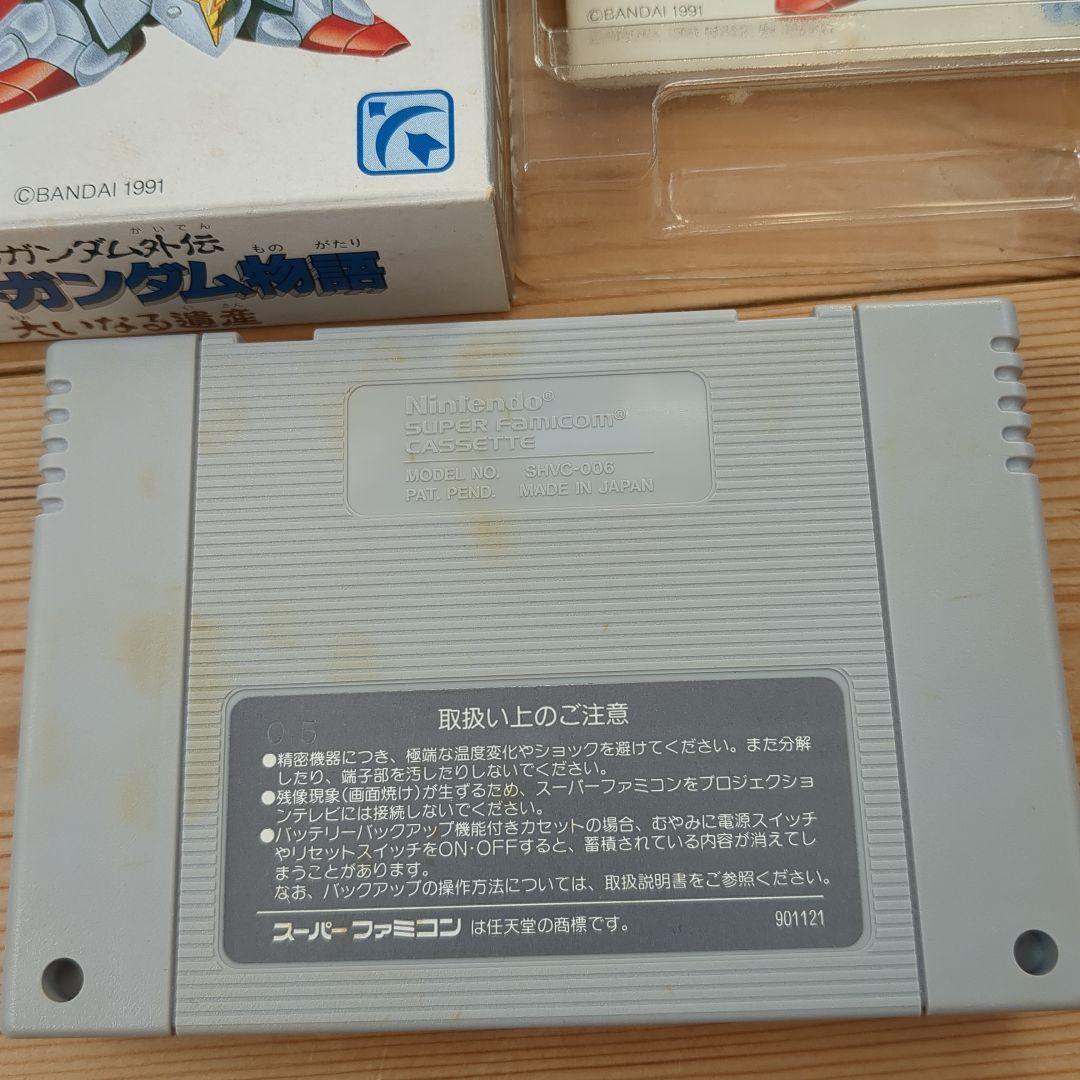 ©BANDAI 1991
©BANDAI 1991
かいでん
ガンダム外伝
もの がたり
ガンダム物語
大いなる遺産
Nintendo®
SUPER FAMICOM®
CASSETTE
MODEL NO. SHVC-006
PAT. PEND. MADE IN JAPAN
05
取扱い上のご注意
●精密機器につき、極端な温度変化やショックを避けてください。また分解
したり、端子部を汚したりしないでください。
●残像現象(画面焼け)が生ずるため、スーパーファミコンをプロジェクショ
ンテレビには接続しないでください。
●バッテリーバックアップ機能付きカセットの場合、むやみに電源スイッチ
やリセットスイッチをON·OFFすると、蓄積されている内容が消えてし
まうことがあります。
なお、バックアップの操作方法については、取扱説明書をご参照ください。
スーパーファミコン は任天堂の商標です。
901121